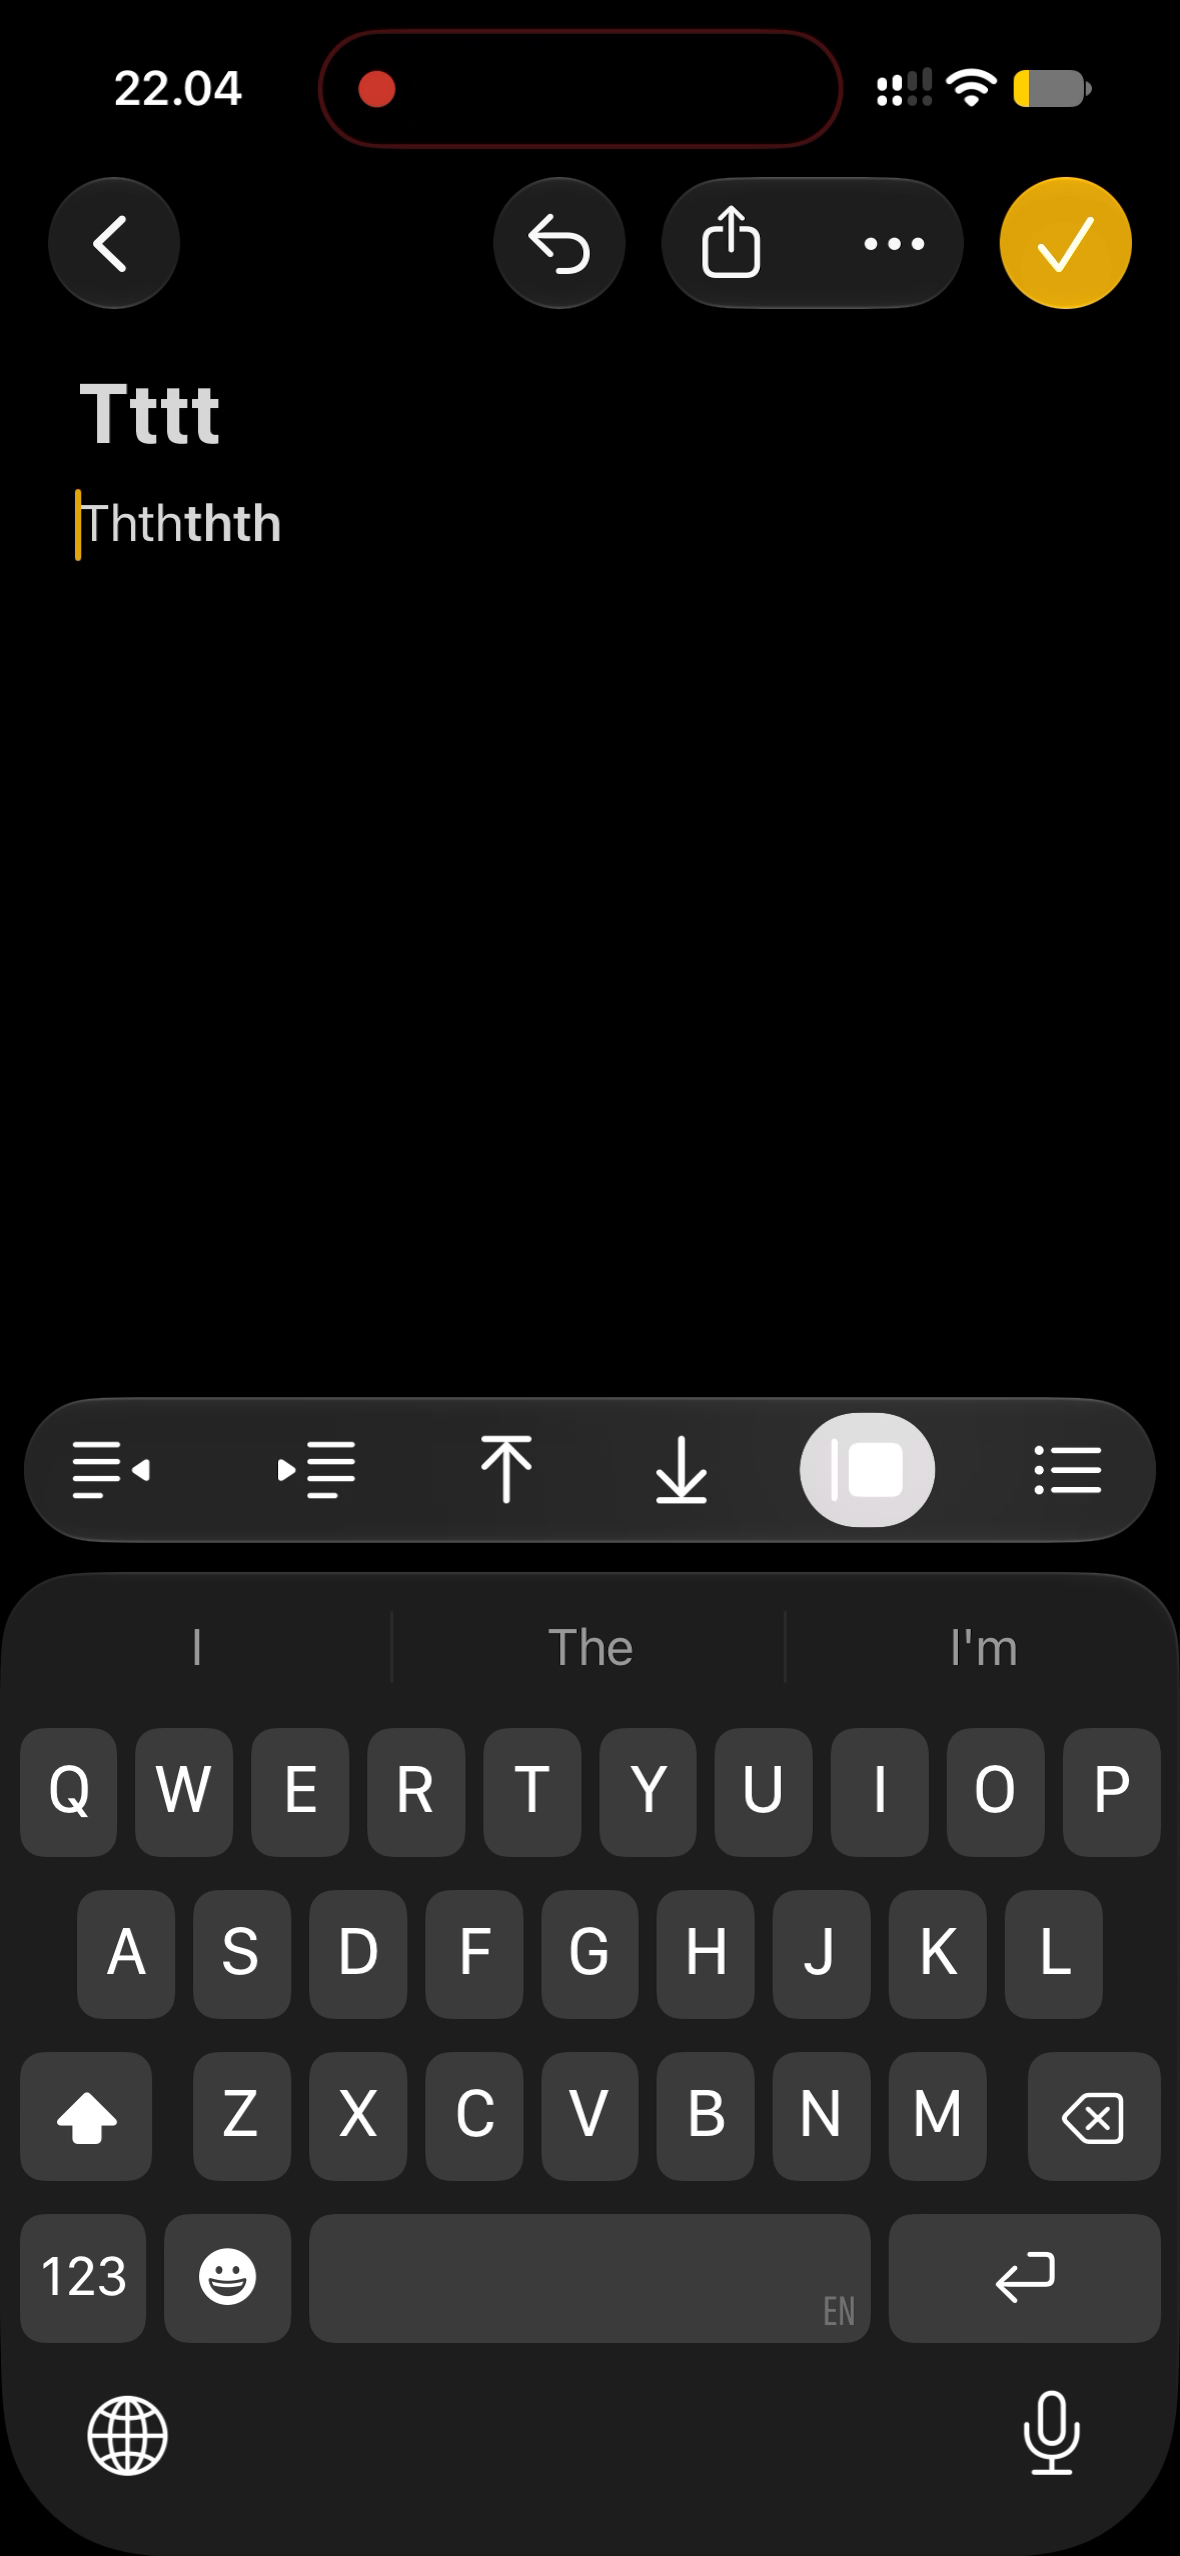 22.04
Tttt
Thththth
I The I'm
Q W E R T Y U I O P
A S D F G H J K L
Z X C V B N M
123
EN